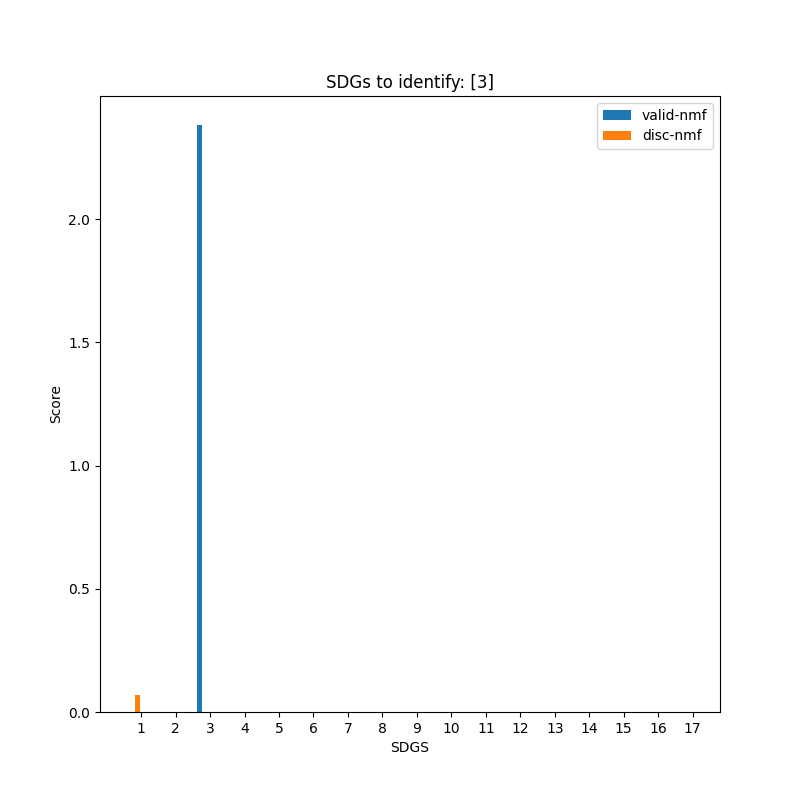 SDGs to identify: [3]
valid-nmf
disc-nmf
Score
2.0
1.5
1.0
0.5
0.0
1 2 3 4 5 6 7 8 9 10 11 12 13 14 15 16 17
SDGS